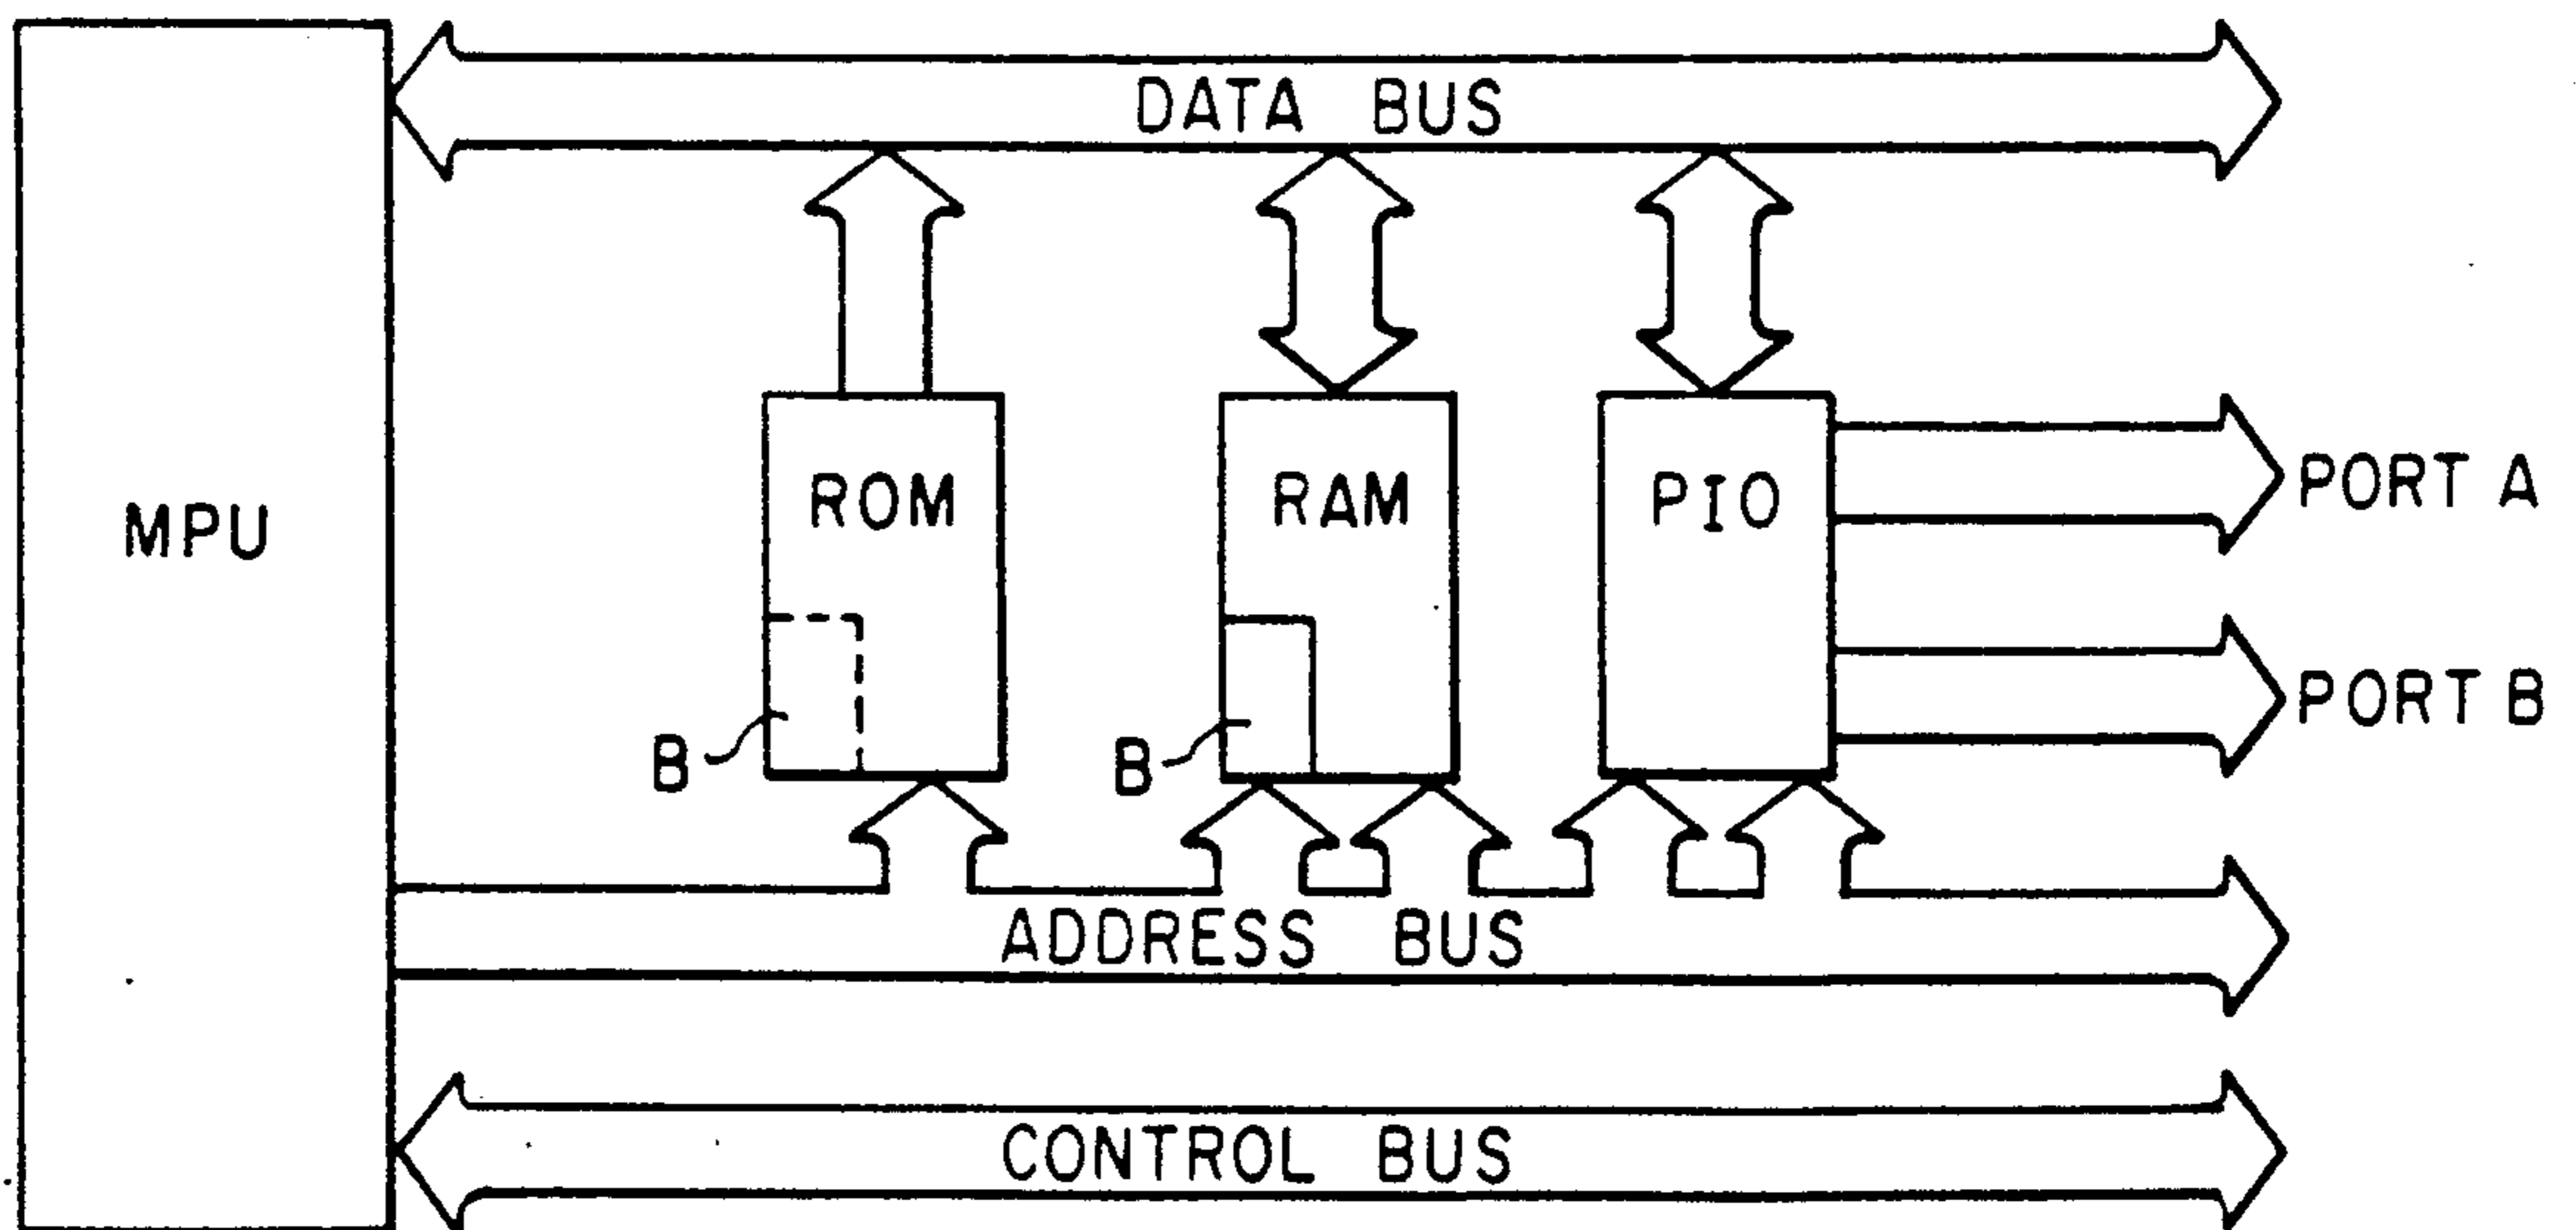 DATA BUS
MPU
ROM
RAM
PIO
PORT A
B
B
PORT B
ADDRESS BUS
CONTROL BUS